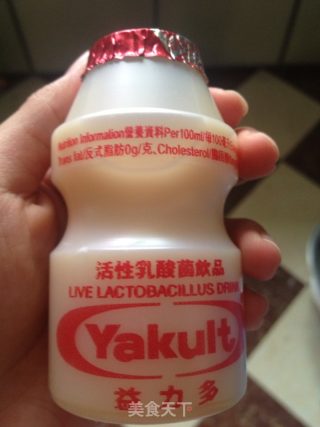 Nutrition Information營養資料Per100ml/每100毫升
Trans Fat/反式脂肪0g/克、Cholesterol/膽固醇
活性乳酸菌飲品
LIVE LACTOBACILLUS DRINK
Yakult
益力多
美食天下